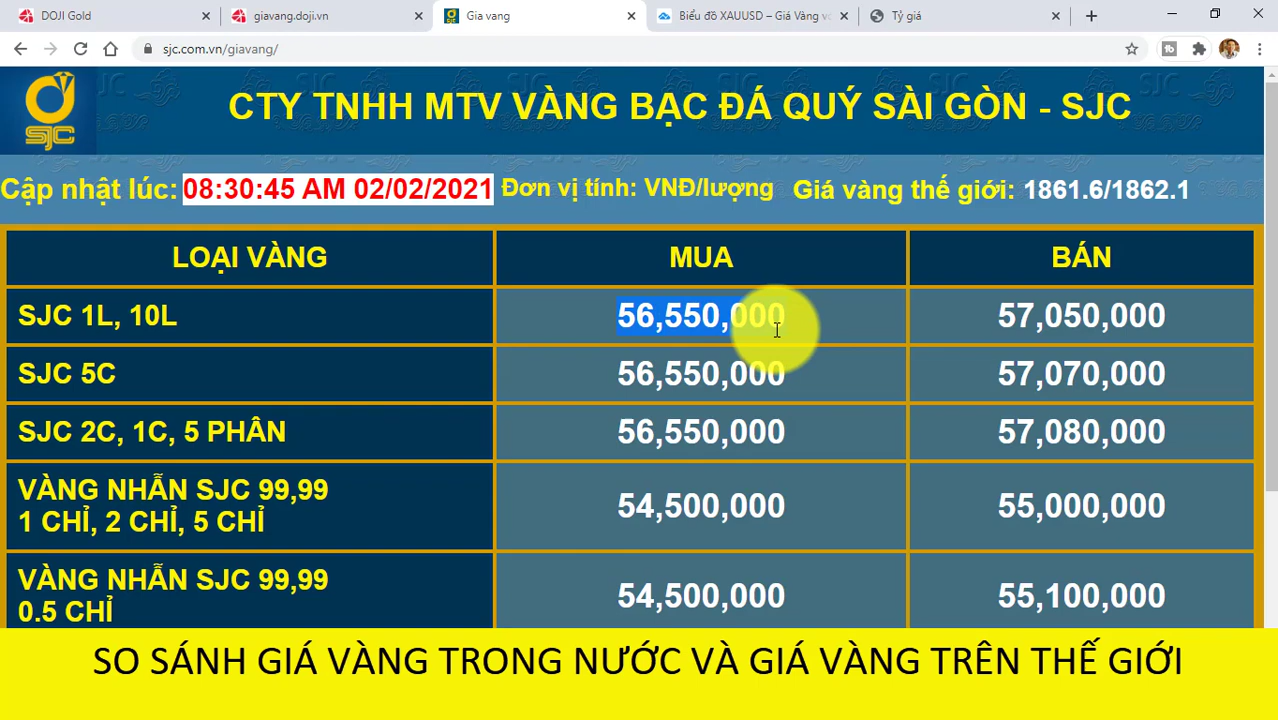 DOJI Gold
giavang.doji.vn
Gia vang
Biểu đồ XAUUSD – Giá Vàng v
Tỷ giá
sjc.com.vn/giavang/
SJC
CTY TNHH MTV VÀNG BẠC ĐÁ QUÝ SÀI GÒN - SJC
Cập nhật lúc: 08:30:45 AM 02/02/2021 Đơn vị tính: VNĐ/lượng Giá vàng thế giới: 1861.6/1862.1
LOẠI VÀNG MUA BÁN
SJC 1L, 10L 56,550,000 57,050,000
SJC 5C 56,550,000 57,070,000
SJC 2C, 1C, 5 PHÂN 56,550,000 57,080,000
VÀNG NHẪN SJC 99,99
1 CHỈ, 2 CHỈ, 5 CHỈ 54,500,000 55,000,000
VÀNG NHẪN SJC 99,99
0.5 CHỈ 54,500,000 55,100,000
SO SÁNH GIÁ VÀNG TRONG NƯỚC VÀ GIÁ VÀNG TRÊN THẾ GIỚI